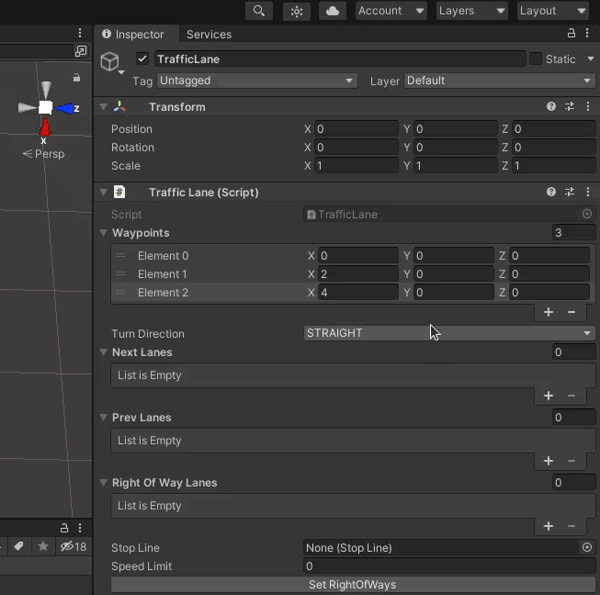 Account Layers Layout
Inspector Services
TrafficLane Static
Tag Untagged Layer Default
z
x
Persp
Transform
Position X 0 Y 0 Z 0
Rotation X 0 Y 0 Z 0
Scale X 1 Y 1 Z 1
Traffic Lane (Script)
Script TrafficLane
Waypoints 3
Element 0 X 0 Y 0 Z 0
Element 1 X 2 Y 0 Z 0
Element 2 X 4 Y 0 Z 0
+ −
Turn Direction STRAIGHT
Next Lanes 0
List is Empty
+ −
Prev Lanes 0
List is Empty
+ −
Right Of Way Lanes 0
List is Empty
+ −
18
Stop Line None (Stop Line)
Speed Limit 0
Set RightOfWays